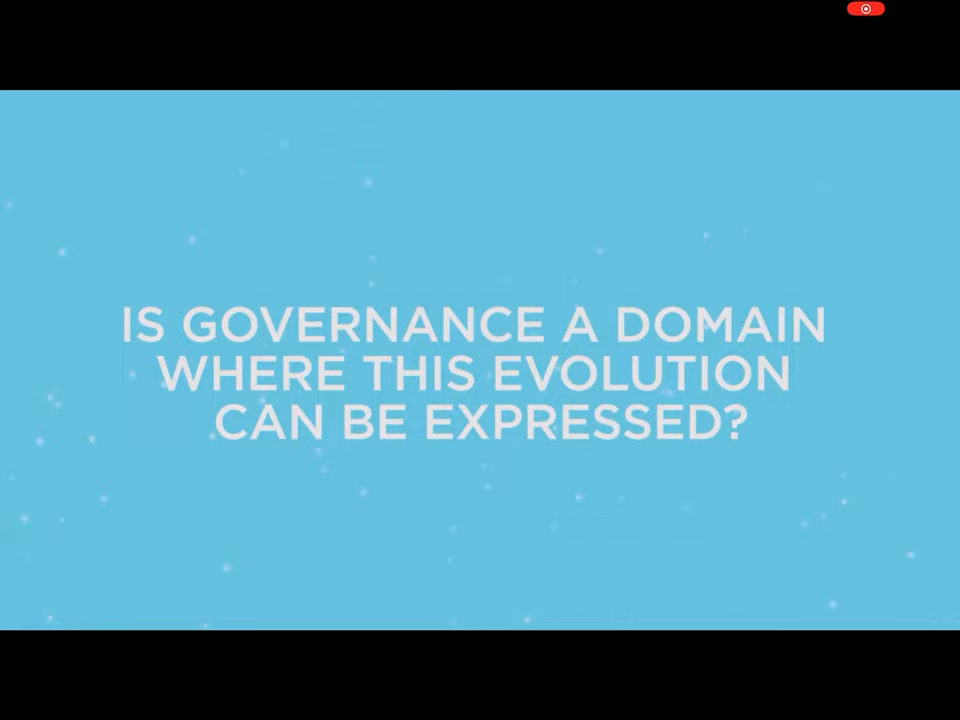 IS GOVERNANCE A DOMAIN
WHERE THIS EVOLUTION
CAN BE EXPRESSED?